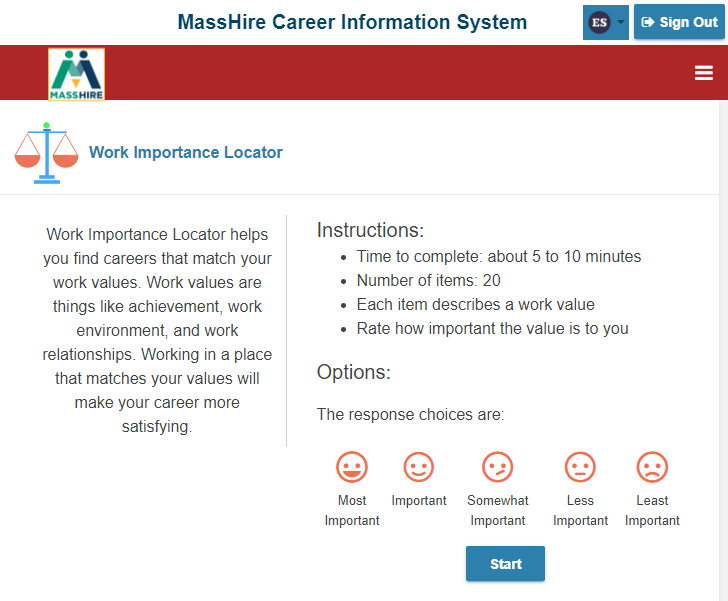 MassHire Career Information System
ES
Sign Out
MASSHIRE
Work Importance Locator
Work Importance Locator helps
you find careers that match your
work values. Work values are
things like achievement, work
environment, and work
relationships. Working in a place
that matches your values will
make your career more
satisfying.
Instructions:
• Time to complete: about 5 to 10 minutes
• Number of items: 20
• Each item describes a work value
• Rate how important the value is to you
Options:
The response choices are:
Most Important
Important
Somewhat Important
Less Important
Least Important
Start